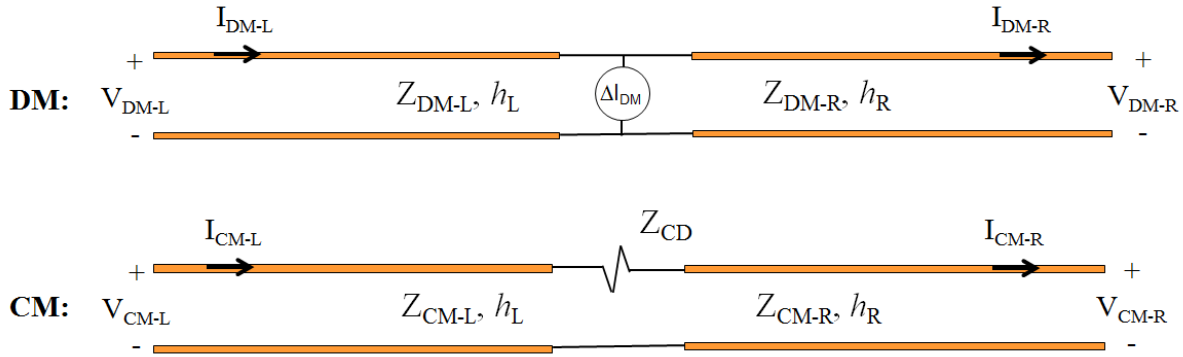 I_DM-L I_DM-R
+ +
DM: V_DM-L Z_DM-L, h_L ΔI_DM Z_DM-R, h_R V_DM-R
- -
I_CM-L Z_CD I_CM-R
+ +
CM: V_CM-L Z_CM-L, h_L Z_CM-R, h_R V_CM-R
- -